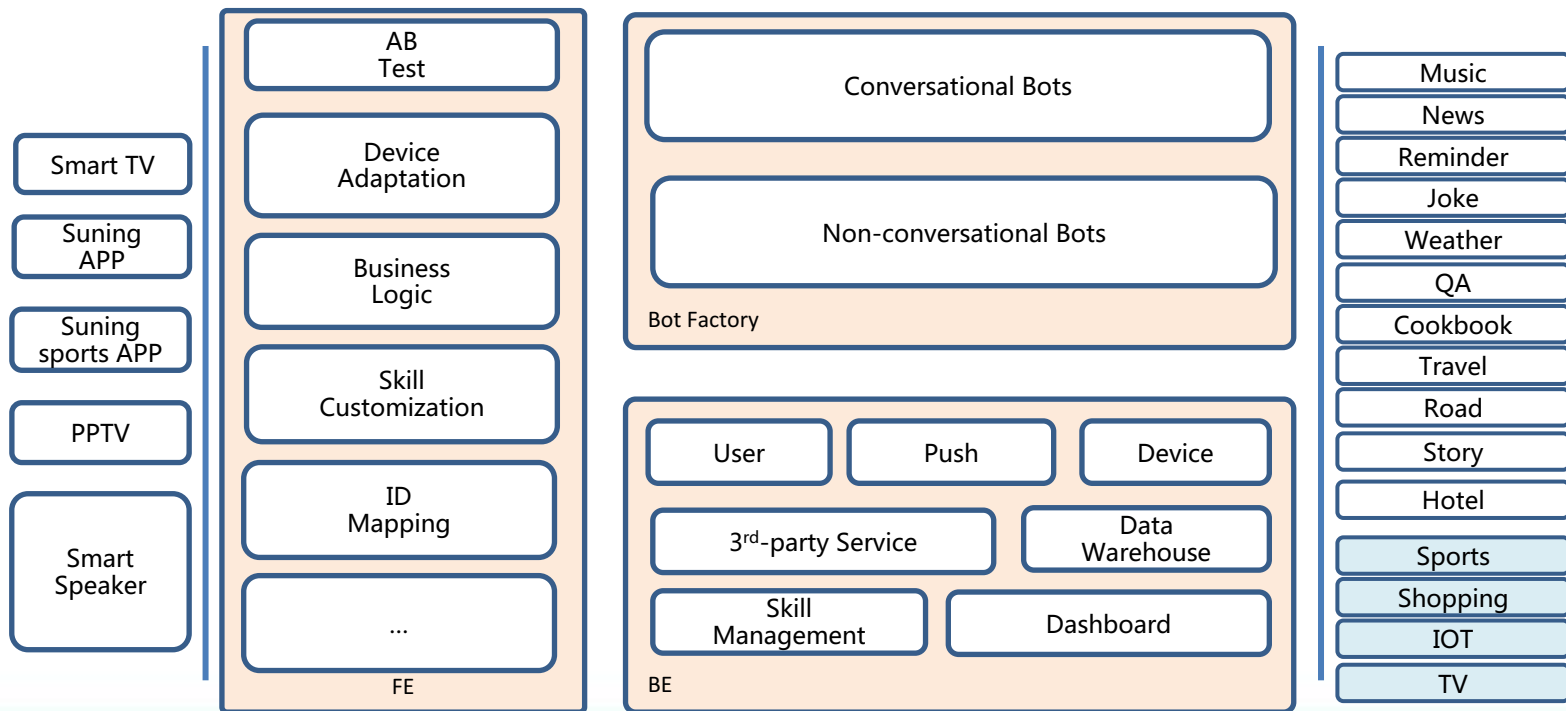 Smart TV
Suning
APP
Suning
sports APP
PPTV
Smart
Speaker
AB
Test
Device
Adaptation
Business
Logic
Skill
Customization
ID
Mapping
...
FE
Conversational Bots
Non-conversational Bots
Bot Factory
User
Push
Device
3rd-party Service
Data
Warehouse
Skill
Management
Dashboard
BE
Music
News
Reminder
Joke
Weather
QA
Cookbook
Travel
Road
Story
Hotel
Sports
Shopping
IOT
TV